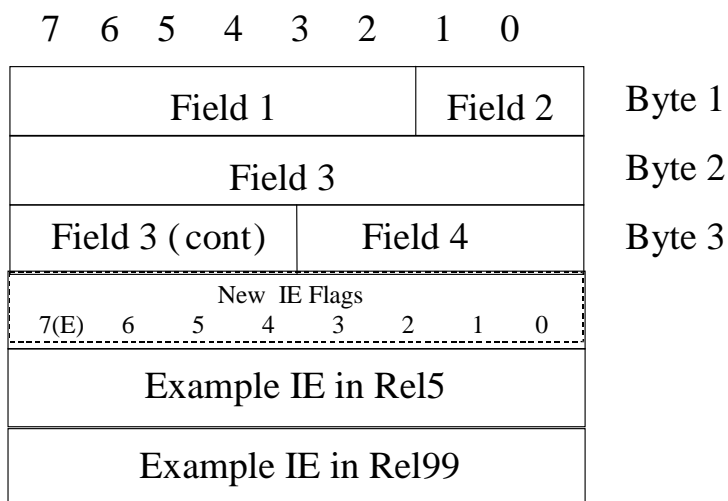 7 6 5 4 3 2 1 0
Field 1 Field 2 Byte 1
Field 3 Byte 2
Field 3 (cont) Field 4 Byte 3
New IE Flags
7(E) 6 5 4 3 2 1 0
Example IE in Rel5
Example IE in Rel99